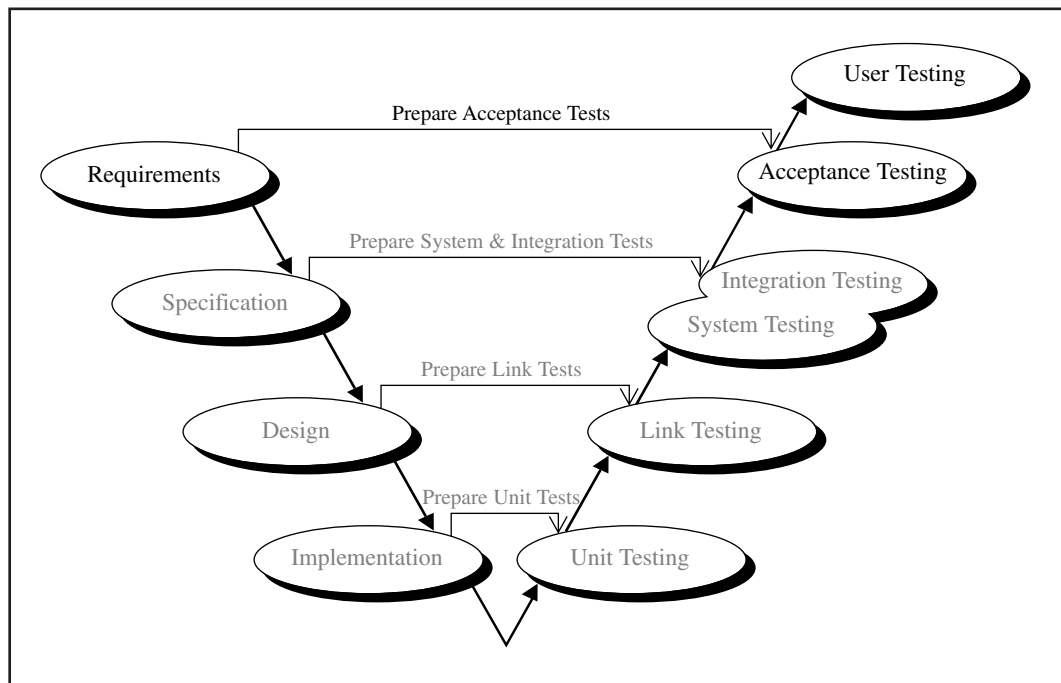 User Testing
Prepare Acceptance Tests
Requirements
Acceptance Testing
Prepare System & Integration Tests
Specification
Integration Testing
System Testing
Prepare Link Tests
Design
Link Testing
Prepare Unit Tests
Implementation
Unit Testing